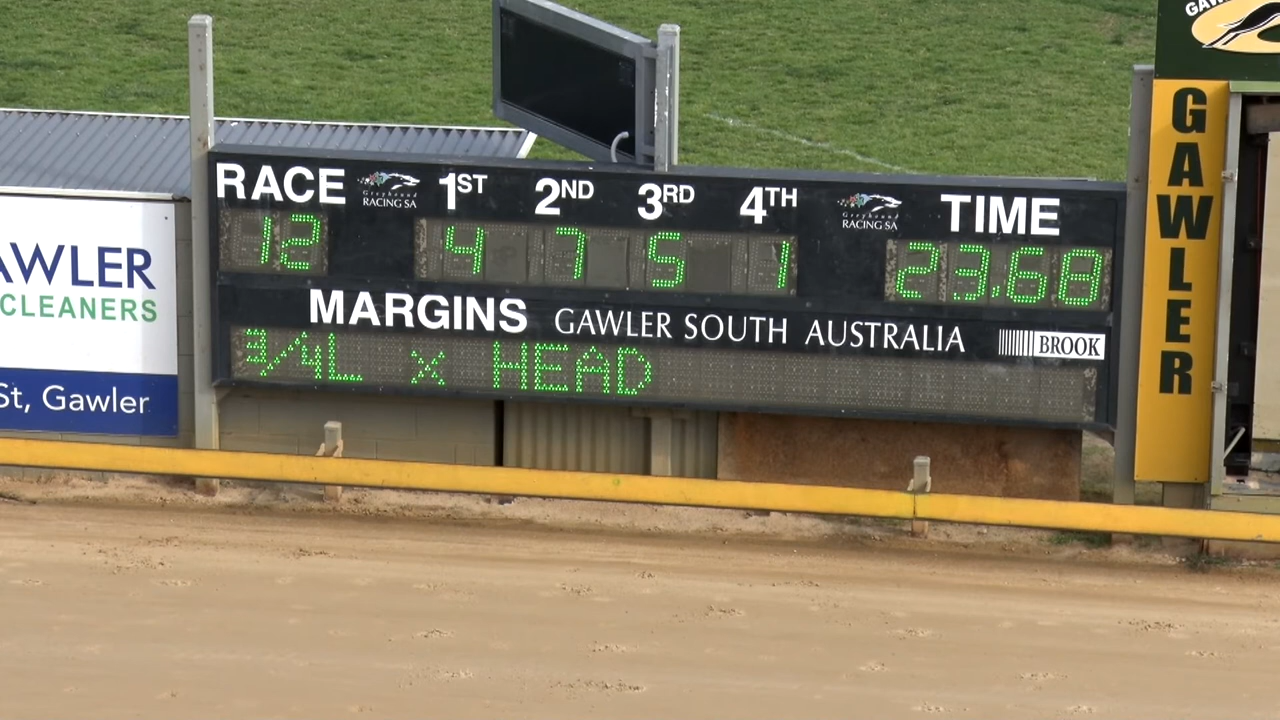 GAW
RACE 1ST 2ND 3RD 4TH TIME
Greyhound
RACING SA
Greyhound
RACING SA
12 4 7 5 1 23.68
MARGINS GAWLER SOUTH AUSTRALIA BROOK
3/4L x HEAD
AWLER
CLEANERS
St, Gawler
GAWLER